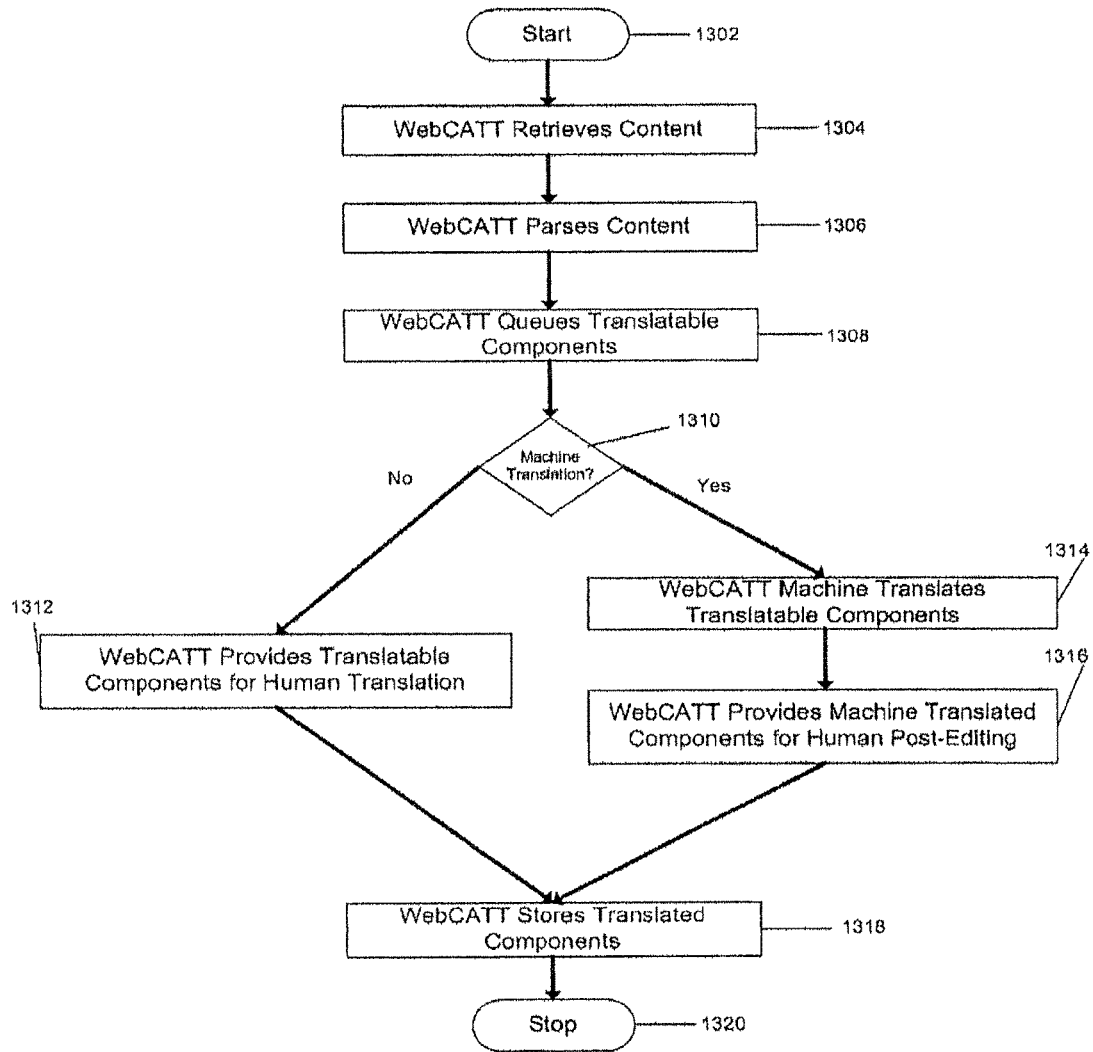 Start
1302
WebCATT Retrieves Content
1304
WebCATT Parses Content
1306
WebCATT Queues Translatable
Components
1308
1310
Machine
Translation?
No
Yes
1314
WebCATT Machine Translates
Translatable Components
1312
WebCATT Provides Translatable
Components for Human Translation
1316
WebCATT Provides Machine Translated
Components for Human Post-Editing
WebCATT Stores Translated
Components
1318
Stop
1320